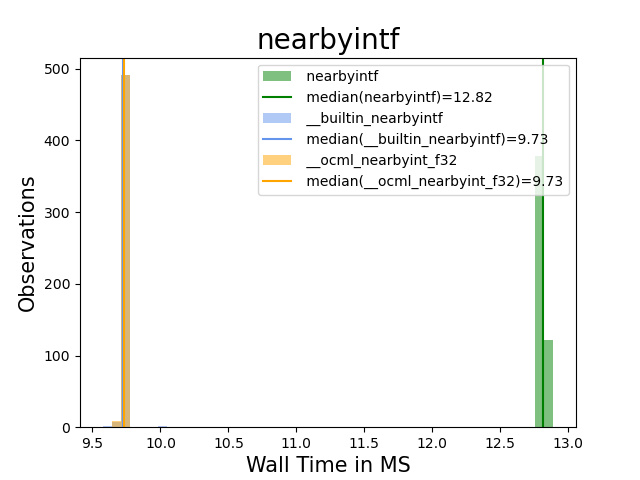 nearbyintf
500
400
300
200
100
0
Observations
nearbyintf
median(nearbyintf)=12.82
__builtin_nearbyintf
median(__builtin_nearbyintf)=9.73
__ocml_nearbyint_f32
median(__ocml_nearbyint_f32)=9.73
9.5 10.0 10.5 11.0 11.5 12.0 12.5 13.0
Wall Time in MS